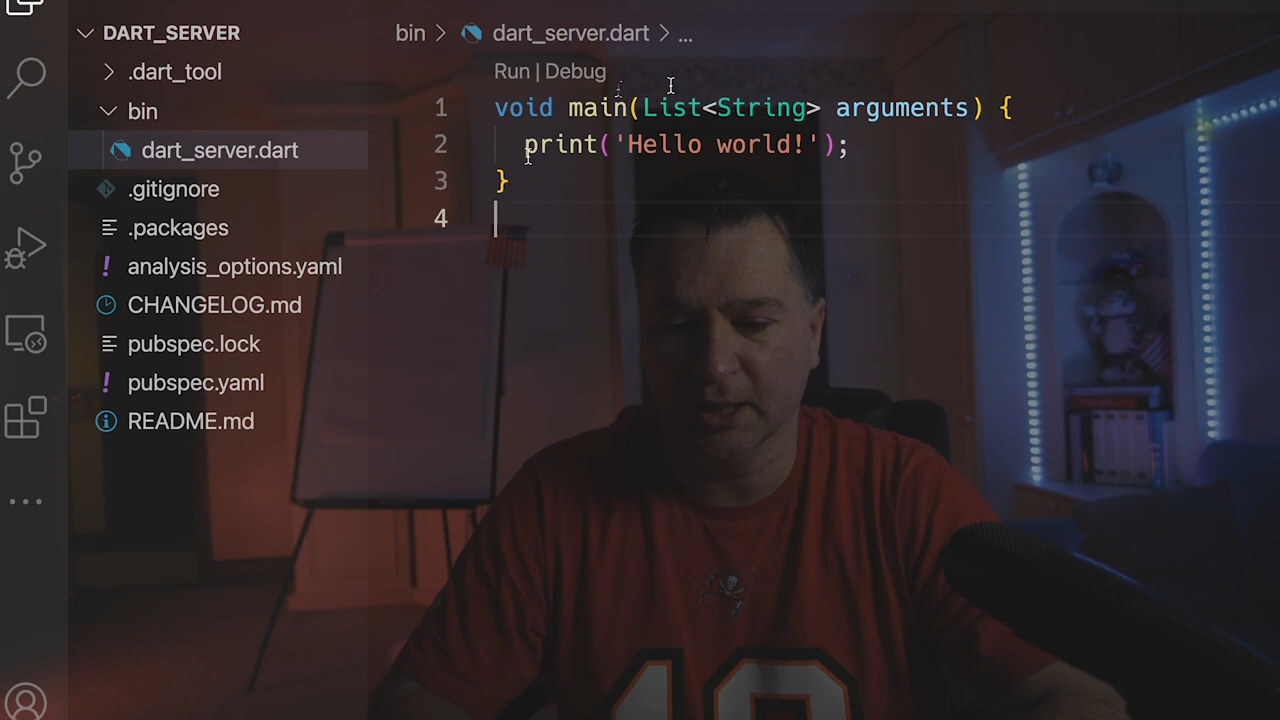 DART_SERVER
.dart_tool
bin
dart_server.dart
.gitignore
.packages
analysis_options.yaml
CHANGELOG.md
pubspec.lock
pubspec.yaml
README.md
bin > dart_server.dart > ...
Run | Debug
1 void main(List<String> arguments) {
2 print('Hello world!');
3 }
4